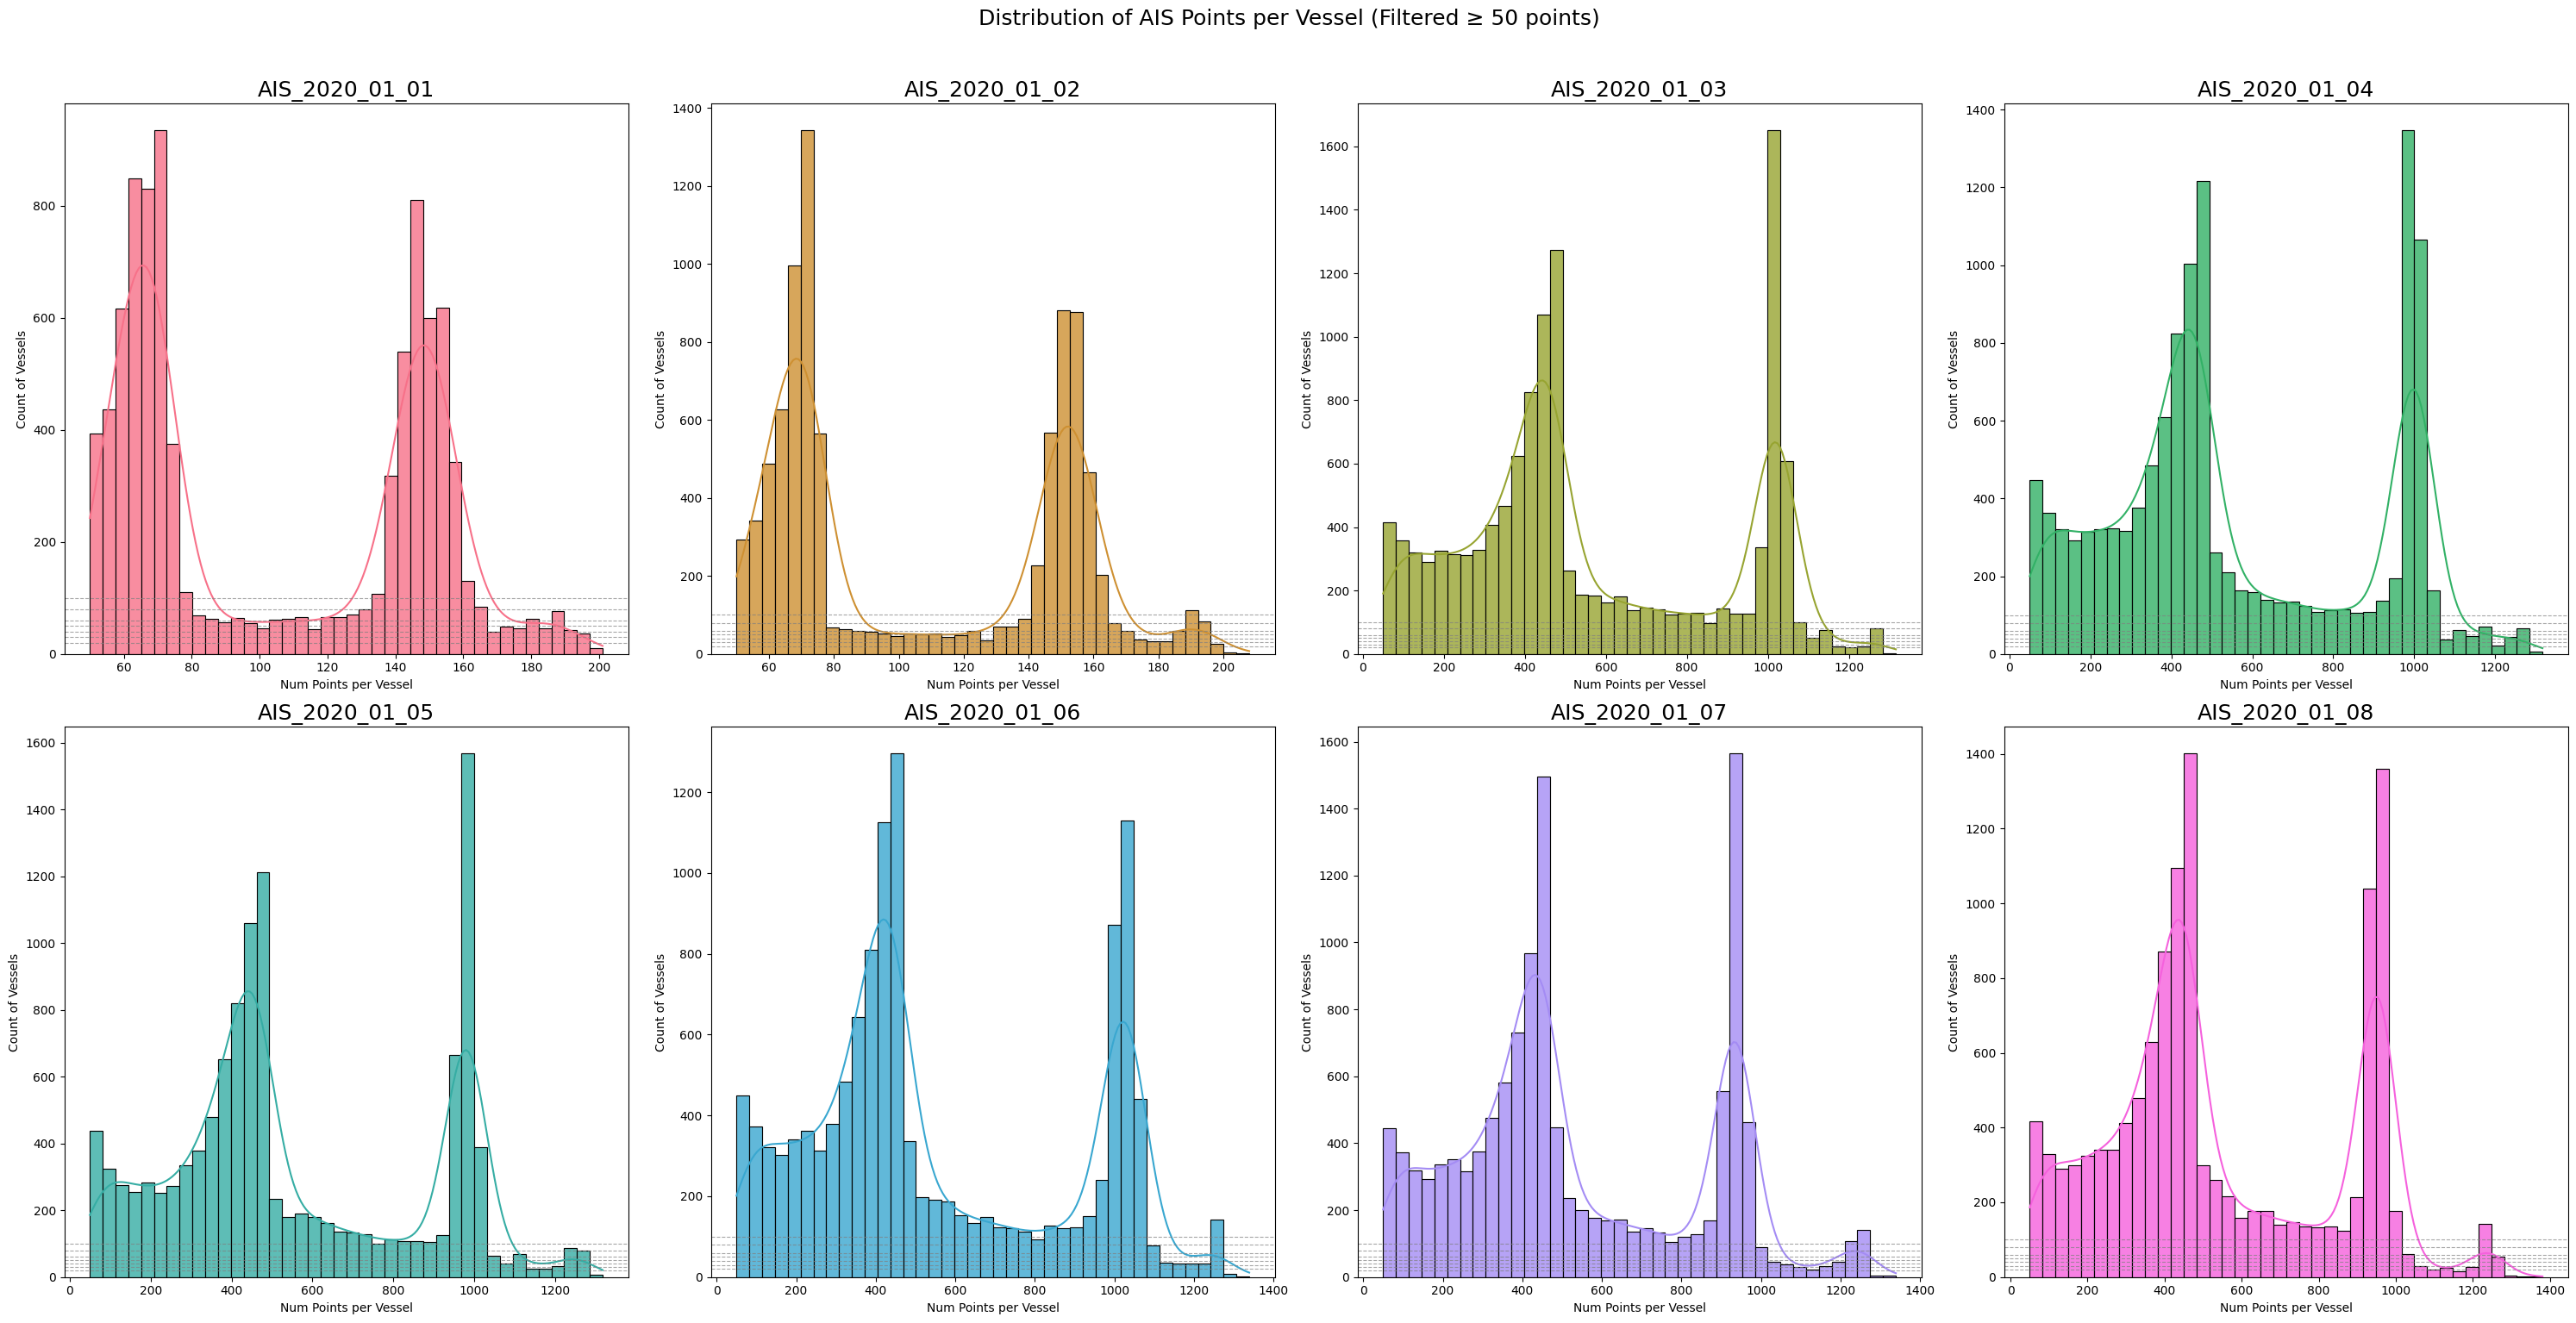 Distribution of AIS Points per Vessel (Filtered ≥ 50 points)
AIS_2020_01_01
800
600
400
200
0
Count of Vessels
60 80 100 120 140 160 180 200
Num Points per Vessel
AIS_2020_01_02
1400
1200
1000
800
600
400
200
0
Count of Vessels
60 80 100 120 140 160 180 200
Num Points per Vessel
AIS_2020_01_03
1600
1400
1200
1000
800
600
400
200
0
Count of Vessels
0 200 400 600 800 1000 1200
Num Points per Vessel
AIS_2020_01_04
1400
1200
1000
800
600
400
200
0
Count of Vessels
0 200 400 600 800 1000 1200
Num Points per Vessel
AIS_2020_01_05
1600
1400
1200
1000
800
600
400
200
0
Count of Vessels
0 200 400 600 800 1000 1200
Num Points per Vessel
AIS_2020_01_06
1200
1000
800
600
400
200
0
Count of Vessels
0 200 400 600 800 1000 1200 1400
Num Points per Vessel
AIS_2020_01_07
1600
1400
1200
1000
800
600
400
200
0
Count of Vessels
0 200 400 600 800 1000 1200 1400
Num Points per Vessel
AIS_2020_01_08
1400
1200
1000
800
600
400
200
0
Count of Vessels
0 200 400 600 800 1000 1200 1400
Num Points per Vessel